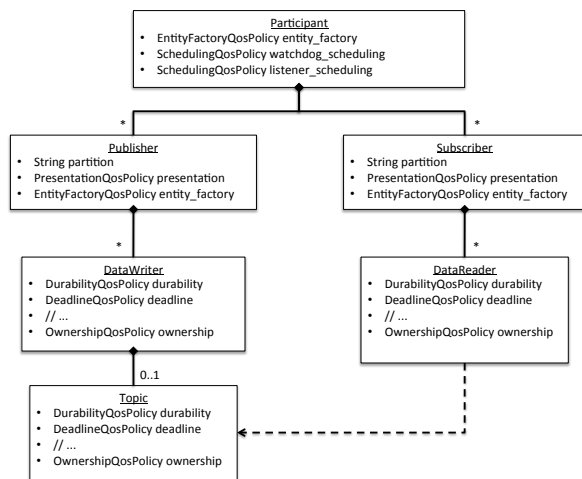 Participant
• EntityFactoryQosPolicy entity_factory
• SchedulingQosPolicy watchdog_scheduling
• SchedulingQosPolicy listener_scheduling
* *
Publisher
• String partition
• PresentationQosPolicy presentation
• EntityFactoryQosPolicy entity_factory
Subscriber
• String partition
• PresentationQosPolicy presentation
• EntityFactoryQosPolicy entity_factory
* *
DataWriter
• DurabilityQosPolicy durability
• DeadlineQosPolicy deadline
• // ...
• OwnershipQosPolicy ownership
DataReader
• DurabilityQosPolicy durability
• DeadlineQosPolicy deadline
• // ...
• OwnershipQosPolicy ownership
0..1
Topic
• DurabilityQosPolicy durability
• DeadlineQosPolicy deadline
• // ...
• OwnershipQosPolicy ownership